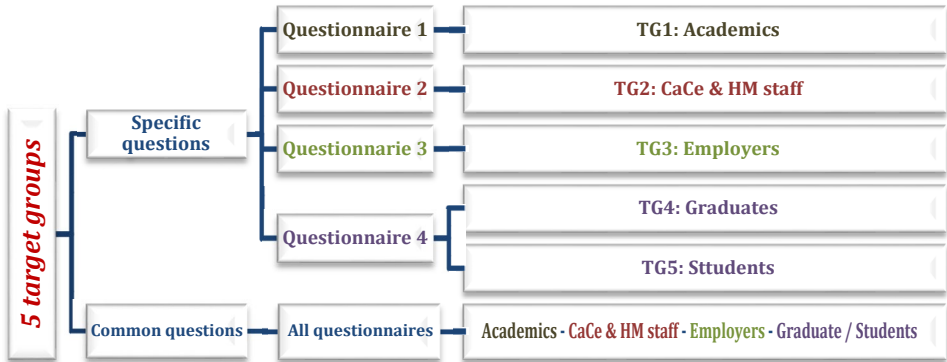 5 target groups
Specific
questions
Questionnaire 1
TG1: Academics
Questionnaire 2
TG2: CaCe & HM staff
Questionnarie 3
TG3: Employers
Questionnaire 4
TG4: Graduates
TG5: Sttudents
Common questions
All questionnaires
Academics - CaCe & HM staff - Employers - Graduate / Students